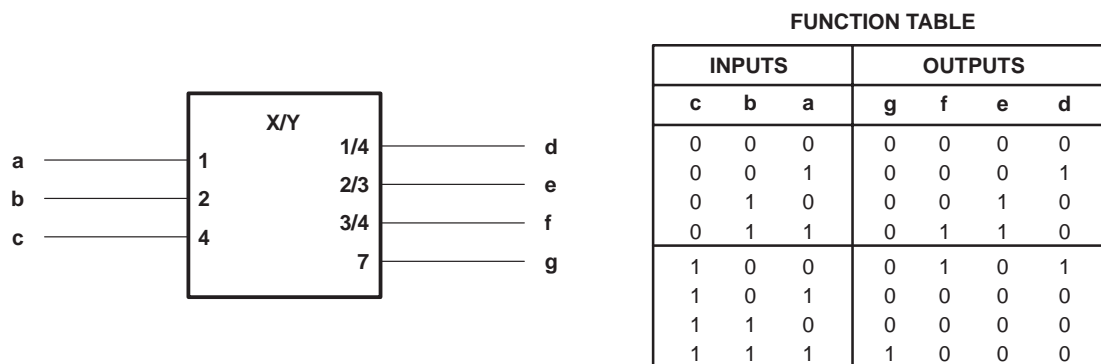 X/Y
a 1 1/4 d
b 2 2/3 e
c 4 3/4 f
7 g
FUNCTION TABLE
INPUTS OUTPUTS
c b a g f e d
0 0 0 0 0 0 0
0 0 1 0 0 0 1
0 1 0 0 0 1 0
0 1 1 0 1 1 0
1 0 0 0 1 0 1
1 0 1 0 0 0 0
1 1 0 0 0 0 0
1 1 1 1 0 0 0